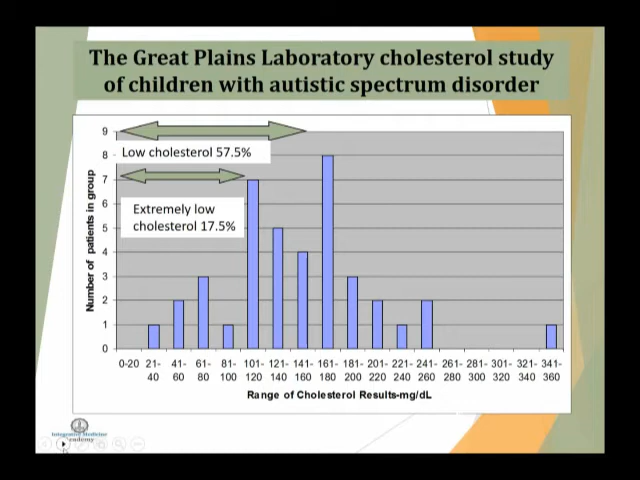 The Great Plains Laboratory cholesterol study
of children with autistic spectrum disorder
Low cholesterol 57.5%
Extremely low
cholesterol 17.5%
Number of patients in group
9
8
7
6
5
4
3
2
1
0
0-20 21- 41- 61- 81- 101- 121- 141- 161- 181- 201- 221- 241- 261- 281- 301- 321- 341-
40 60 80 100 120 140 160 180 200 220 240 260 280 300 320 340 360
Range of Cholesterol Results-mg/dL
Integrative Medicine
Academy